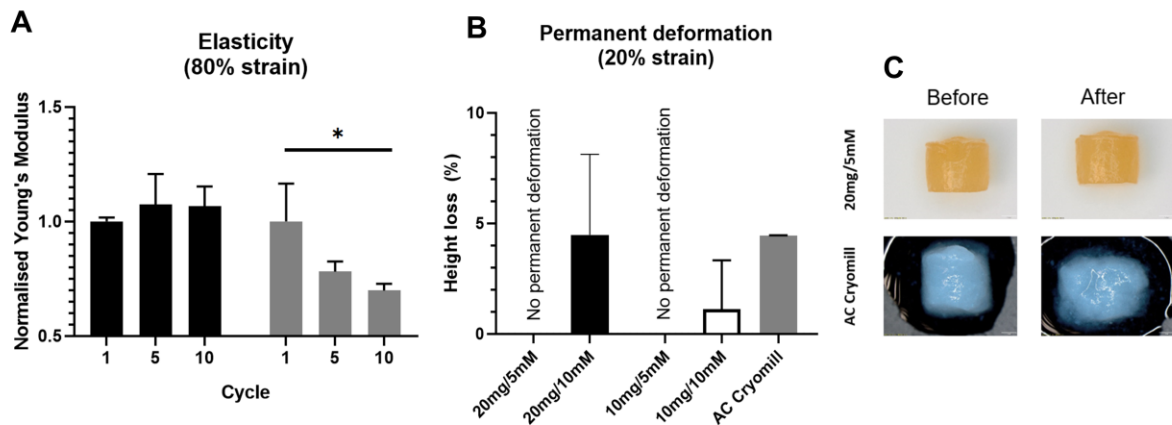 A
Elasticity
(80% strain)
Normalised Young's Modulus
1.5
1.0
0.5
*
1 5 10 1 5 10
Cycle
B
Permanent deformation
(20% strain)
Height loss (%)
10
5
0
No permanent deformation
No permanent deformation
20mg/5mM
20mg/10mM
10mg/5mM
10mg/10mM
AC Cryomill
C
Before After
20mg/5mM
AC Cryomill